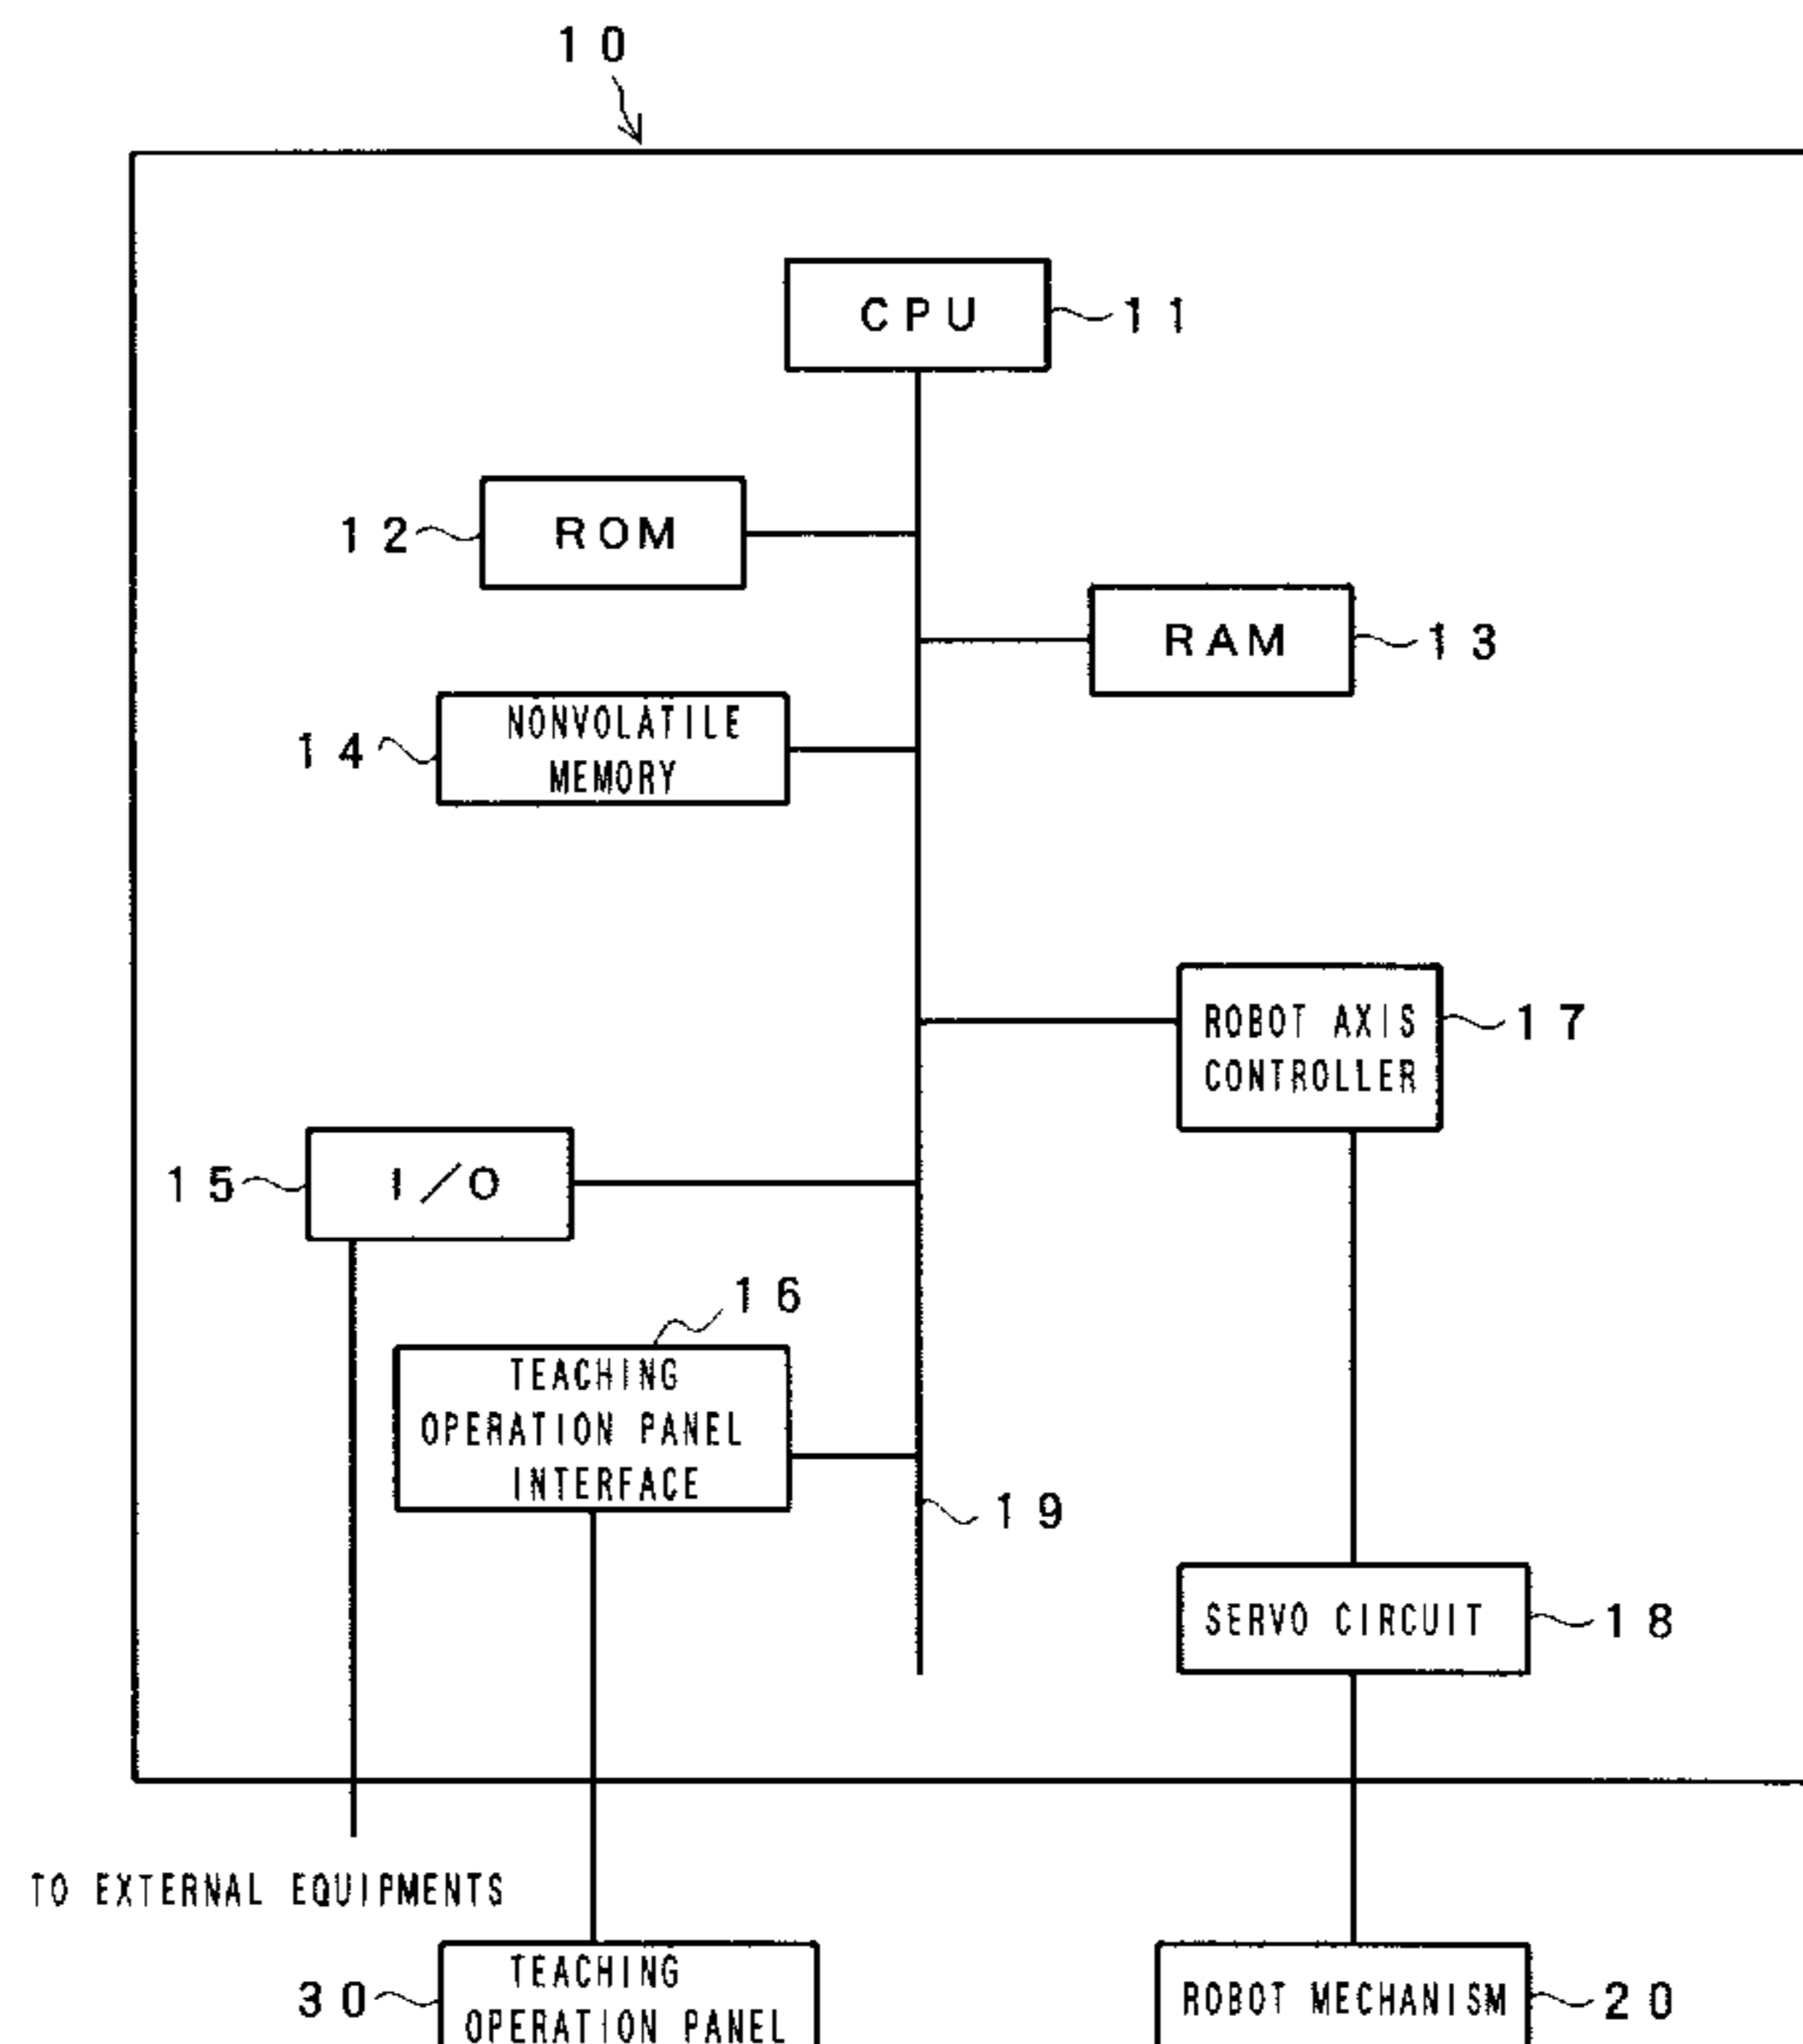 10
CPU
11
12
ROM
RAM
13
14
NONVOLATILE
MEMORY
ROBOT AXIS
CONTROLLER
17
15
I/O
16
TEACHING
OPERATION PANEL
INTERFACE
19
SERVO CIRCUIT
18
TO EXTERNAL EQUIPMENTS
30
TEACHING
OPERATION PANEL
ROBOT MECHANISM
20